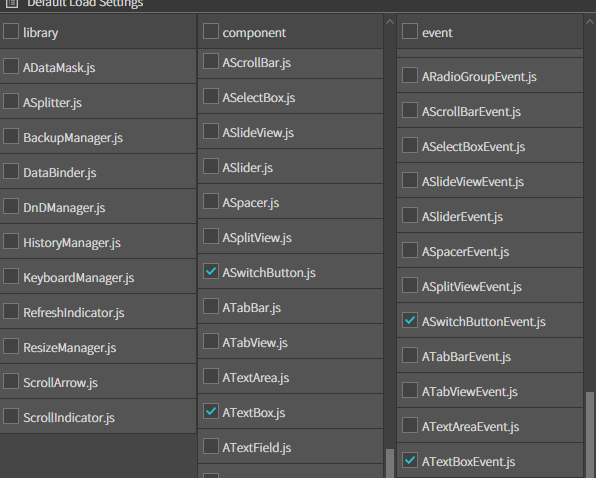 Default Load Settings
library
ADataMask.js
ASplitter.js
BackupManager.js
DataBinder.js
DnDManager.js
HistoryManager.js
KeyboardManager.js
RefreshIndicator.js
ResizeManager.js
ScrollArrow.js
ScrollIndicator.js
component
AScrollBar.js
ASelectBox.js
ASlideView.js
ASlider.js
ASpacer.js
ASplitView.js
ASwitchButton.js
ATabBar.js
ATabView.js
ATextArea.js
ATextBox.js
ATextField.js
event
ARadioGroupEvent.js
AScrollBarEvent.js
ASelectBoxEvent.js
ASlideViewEvent.js
ASliderEvent.js
ASpacerEvent.js
ASplitViewEvent.js
ASwitchButtonEvent.js
ATabBarEvent.js
ATabViewEvent.js
ATextAreaEvent.js
ATextBoxEvent.js